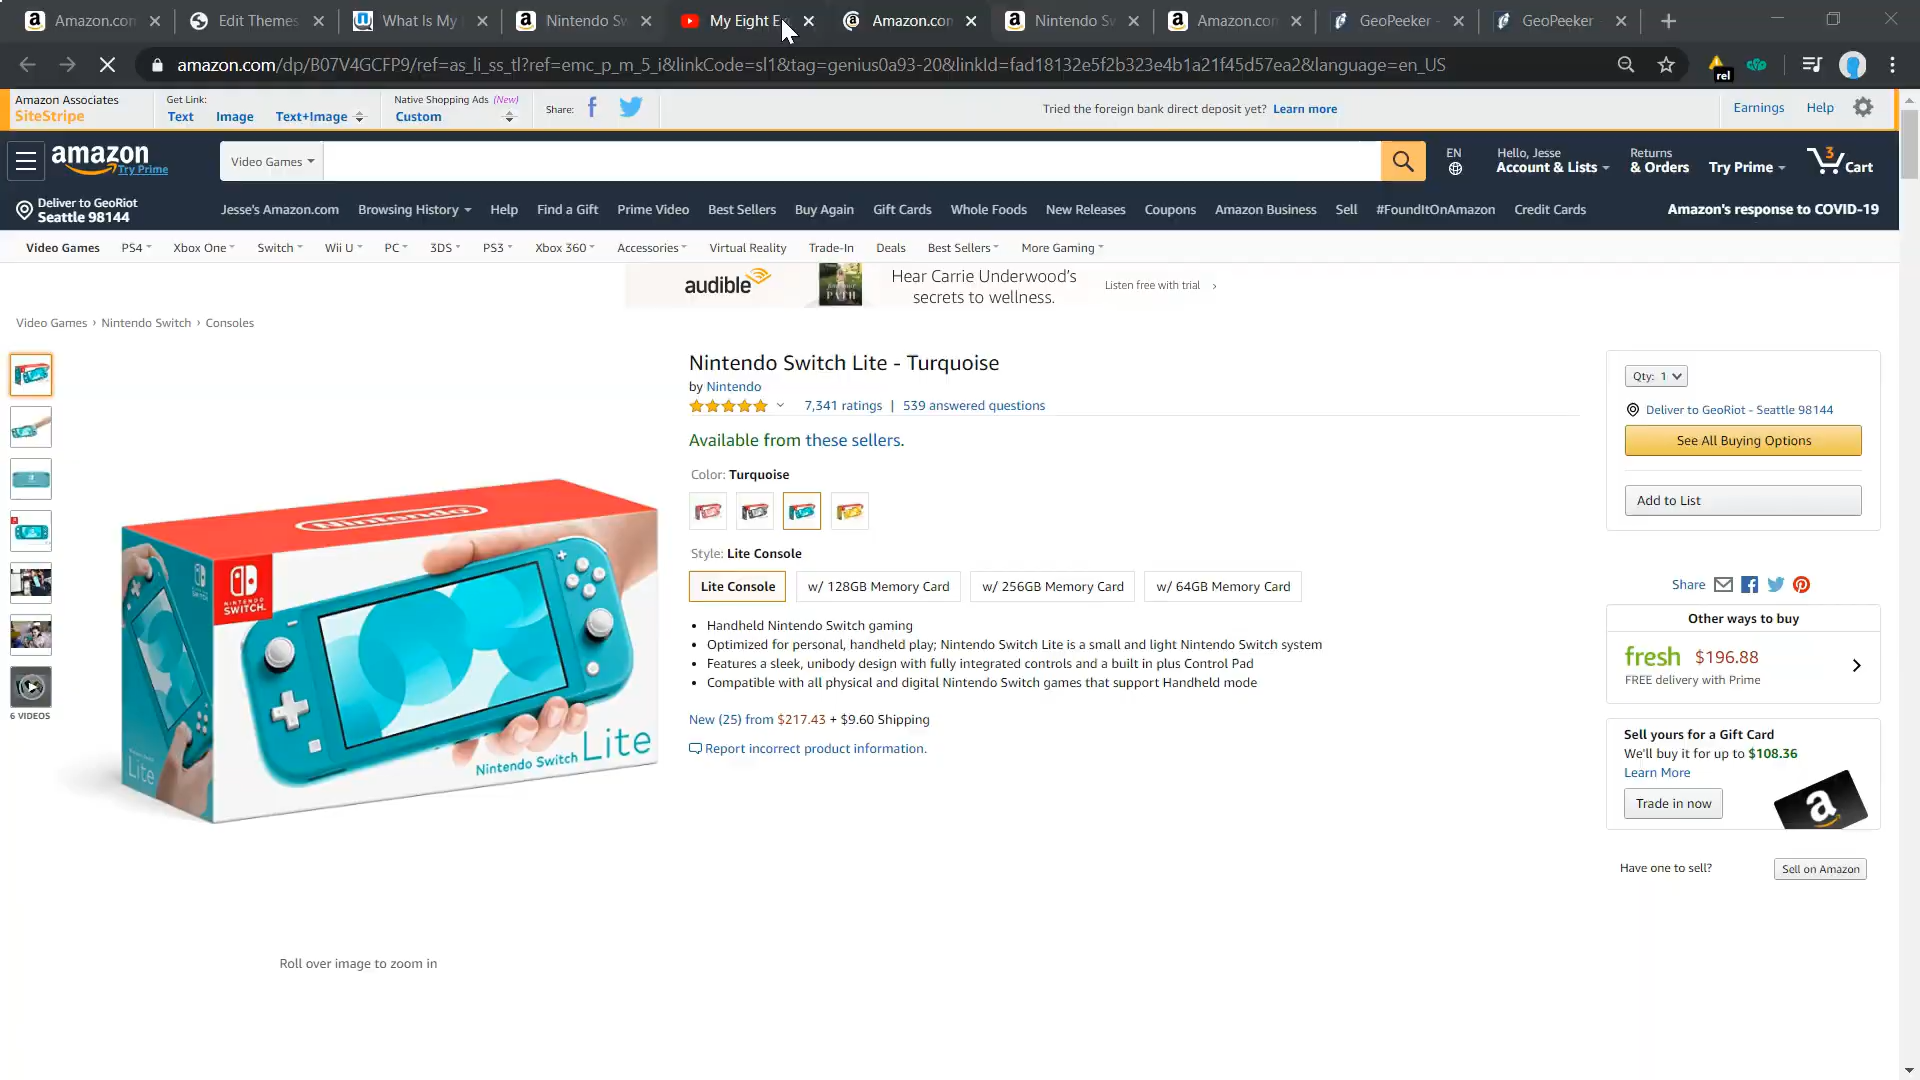 Amazon.com
Edit Themes
What Is My
Nintendo Sw
My Eight E
Amazon.com
Nintendo Sw
Amazon.com
GeoPeeker -
GeoPeeker
amazon.com/dp/B07V4GCFP9/ref=as_li_ss_tl?ref=emc_p_m_5_i&linkCode=sl1&tag=genius0a93-20&linkId=fad18132e5f2b323e4b1a21f45d57ea2&language=en_US
rel
Amazon Associates
SiteStripe
Get Link:
Text Image Text+Image
Native Shopping Ads (New)
Custom
Share:
Tried the foreign bank direct deposit yet? Learn more
Earnings Help
amazon
Try Prime
Video Games
EN
Hello, Jesse
Account & Lists
Returns
& Orders
Try Prime
3
Cart
Deliver to GeoRiot
Seattle 98144
Jesse's Amazon.com Browsing History Help Find a Gift Prime Video Best Sellers Buy Again Gift Cards Whole Foods New Releases Coupons Amazon Business Sell #FoundItOnAmazon Credit Cards
Amazon's response to COVID-19
Video Games PS4 Xbox One Switch Wii U PC 3DS PS3 Xbox 360 Accessories Virtual Reality Trade-In Deals Best Sellers More Gaming
audible
PATH
Hear Carrie Underwood's
secrets to wellness.
Listen free with trial ›
Video Games › Nintendo Switch › Consoles
6 VIDEOS
Nintendo
NINTENDO
SWITCH
Lite
Nintendo Switch Lite
Roll over image to zoom in
Nintendo Switch Lite - Turquoise
by Nintendo
7,341 ratings | 539 answered questions
Available from these sellers.
Color: Turquoise
Style: Lite Console
Lite Console
w/ 128GB Memory Card
w/ 256GB Memory Card
w/ 64GB Memory Card
• Handheld Nintendo Switch gaming
• Optimized for personal, handheld play; Nintendo Switch Lite is a small and light Nintendo Switch system
• Features a sleek, unibody design with fully integrated controls and a built in plus Control Pad
• Compatible with all physical and digital Nintendo Switch games that support Handheld mode
New (25) from $217.43 + $9.60 Shipping
Report incorrect product information.
Qty: 1
Deliver to GeoRiot - Seattle 98144
See All Buying Options
Add to List
Share
Other ways to buy
fresh $196.88
FREE delivery with Prime
Sell yours for a Gift Card
We'll buy it for up to $108.36
Learn More
Trade in now
Have one to sell?
Sell on Amazon